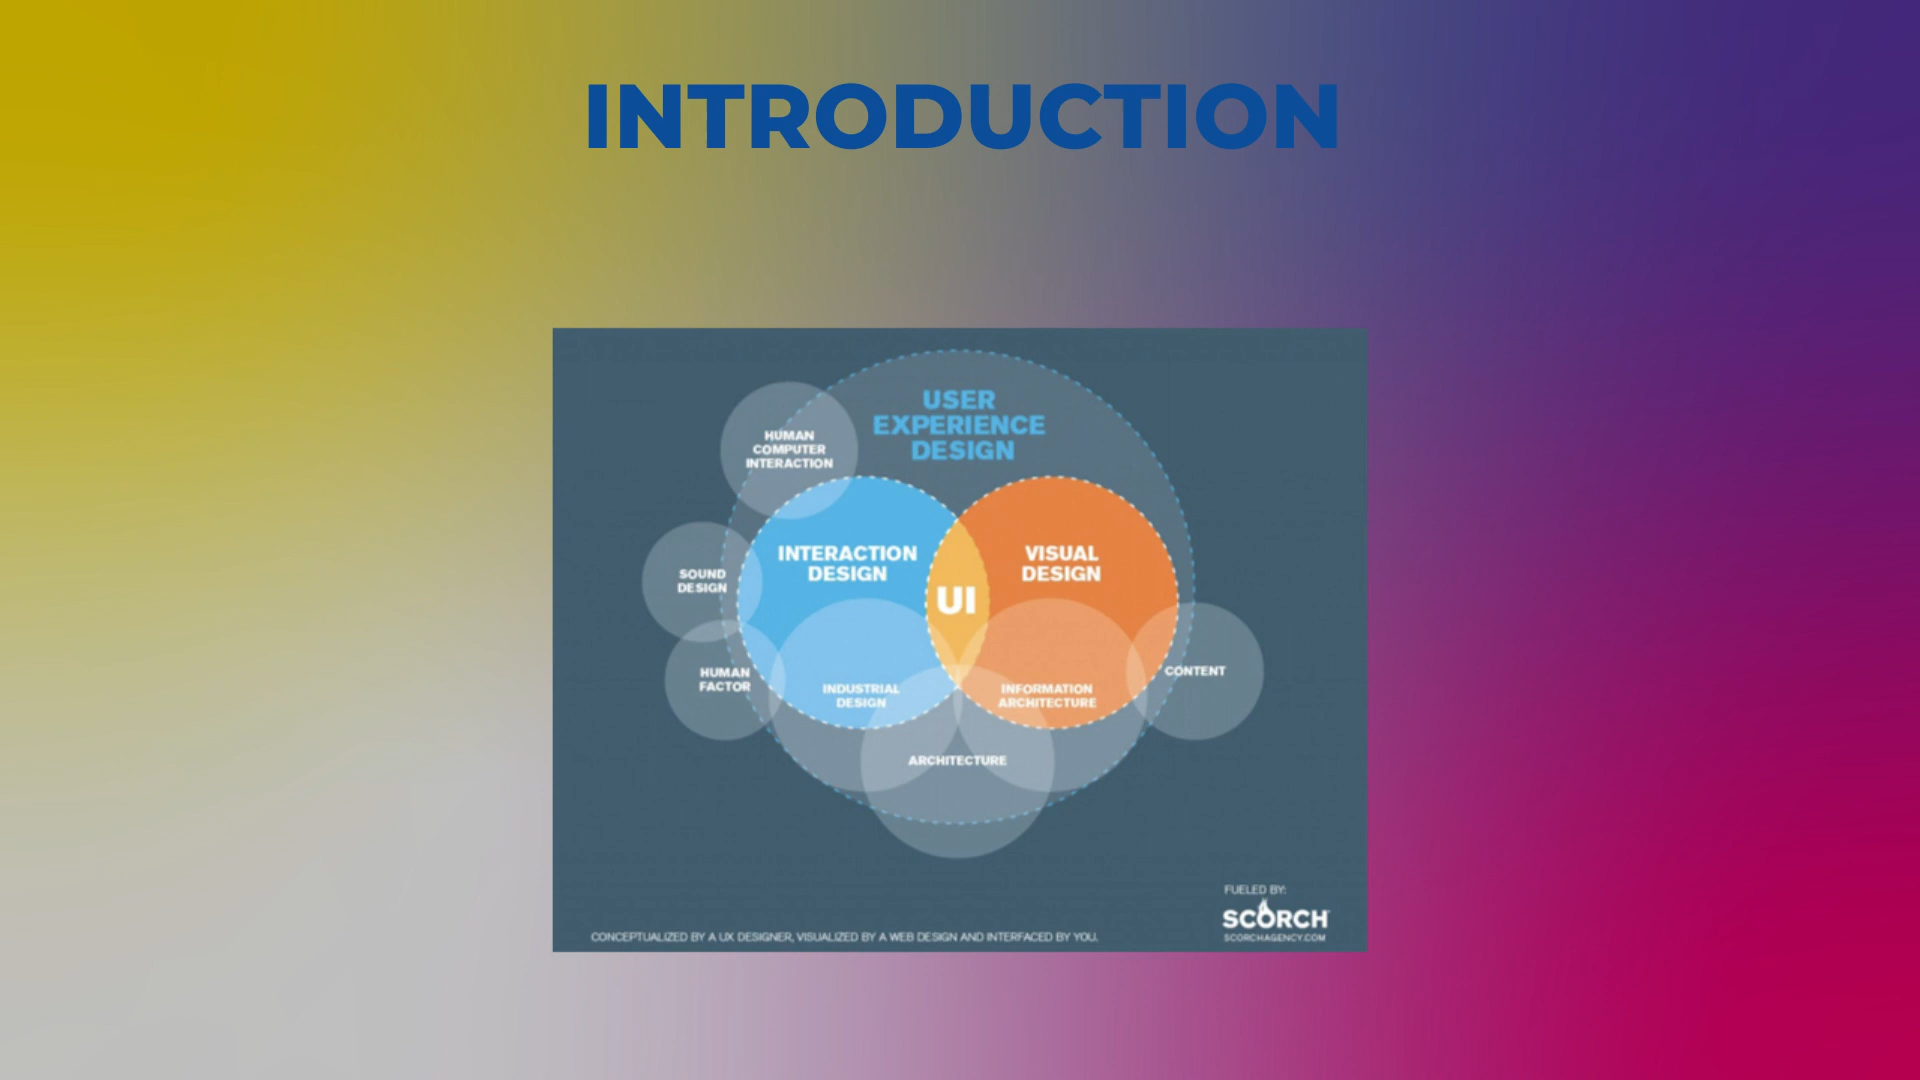 INTRODUCTION
USER
EXPERIENCE
DESIGN
HUMAN
COMPUTER
INTERACTION
INTERACTION
DESIGN
VISUAL
DESIGN
UI
SOUND
DESIGN
HUMAN
FACTOR
INDUSTRIAL
DESIGN
INFORMATION
ARCHITECTURE
CONTENT
ARCHITECTURE
FUELED BY:
SCORCH
SCORCHAGENCY.COM
CONCEPTUALIZED BY A UX DESIGNER, VISUALIZED BY A WEB DESIGN AND INTERFACED BY YOU.